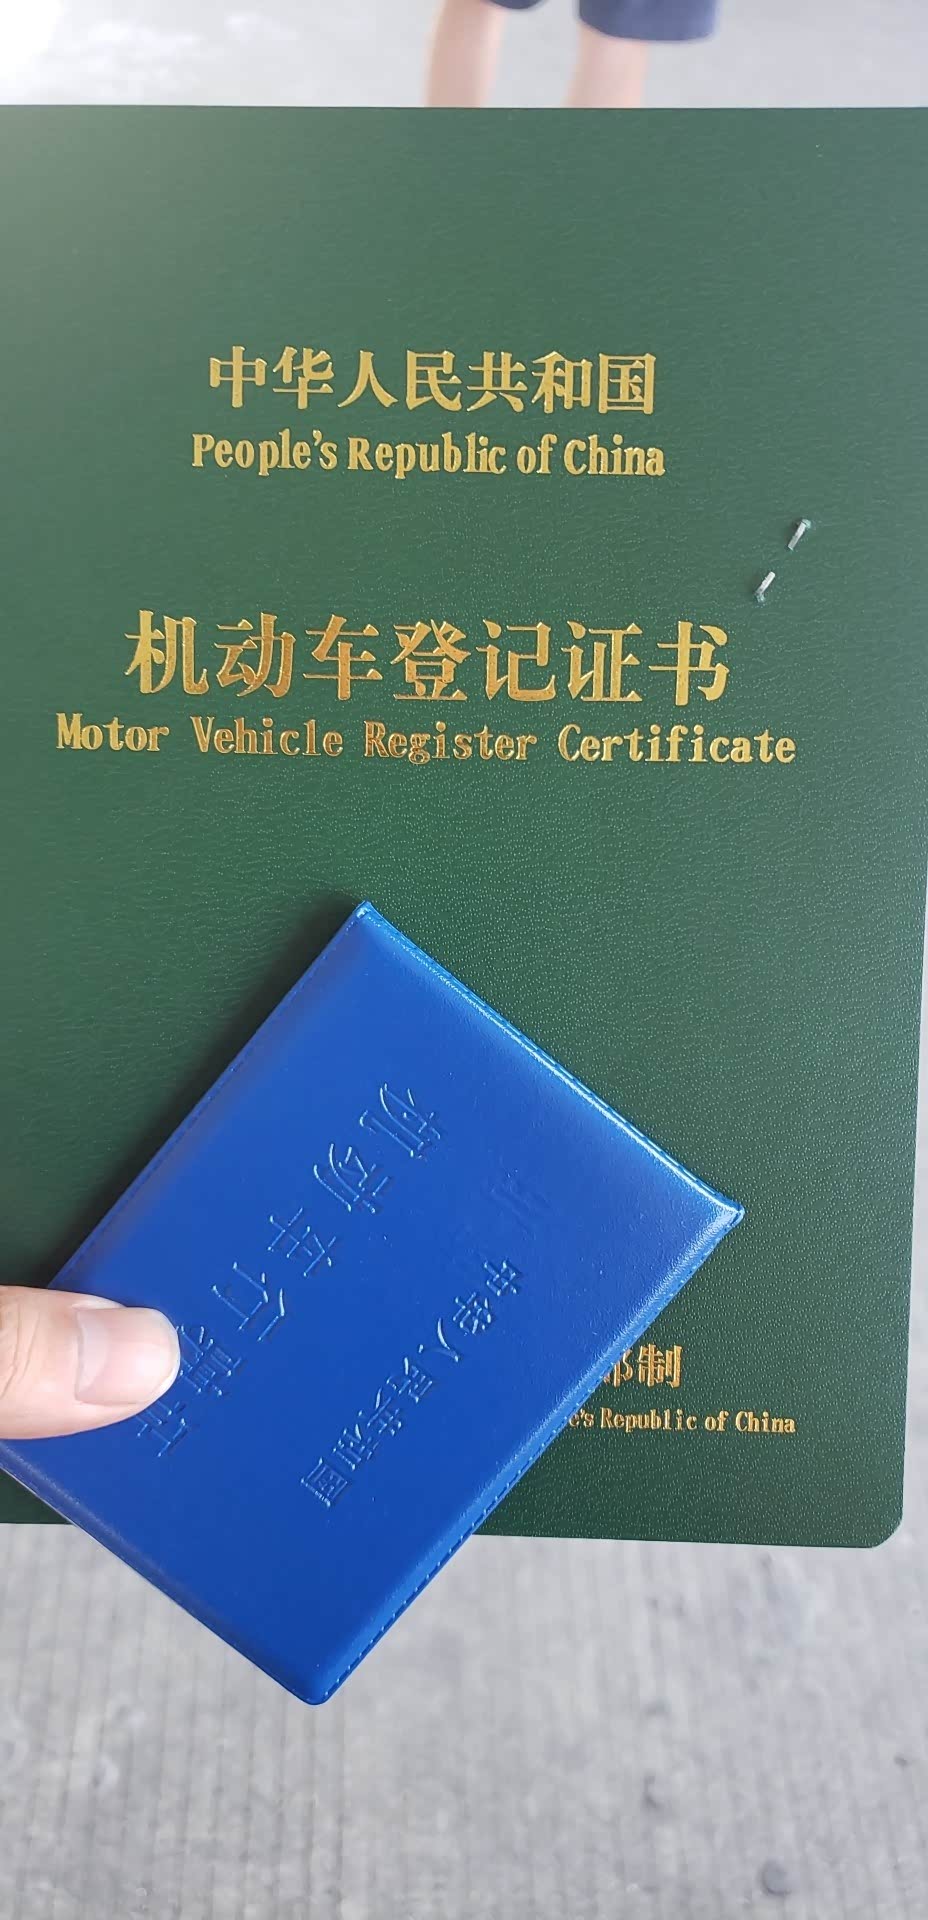 中华人民共和国
People's Republic of China
机动车登记证书
Motor Vehicle Register Certificate
部制
's Republic of China
中华人民共和国
机动车行驶证